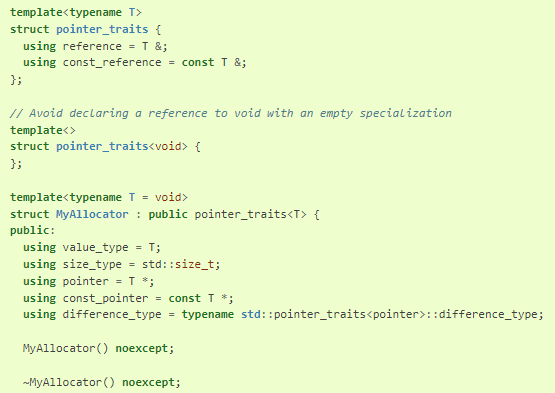 template<typename T>
struct pointer_traits {
  using reference = T &;
  using const_reference = const T &;
};

// Avoid declaring a reference to void with an empty specialization
template<>
struct pointer_traits<void> {
};

template<typename T = void>
struct MyAllocator : public pointer_traits<T> {
public:
  using value_type = T;
  using size_type = std::size_t;
  using pointer = T *;
  using const_pointer = const T *;
  using difference_type = typename std::pointer_traits<pointer>::difference_type;

  MyAllocator() noexcept;

  ~MyAllocator() noexcept;